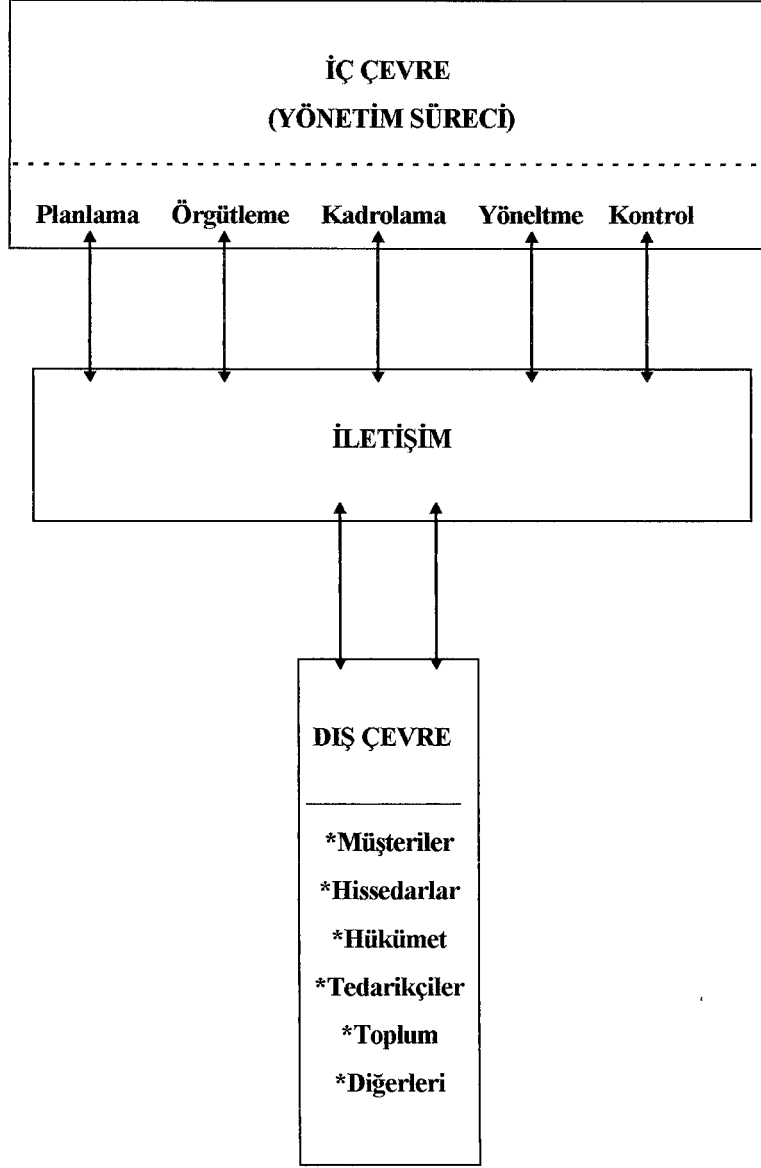 İÇ ÇEVRE
(YÖNETİM SÜRECİ)
Planlama Örgütleme Kadrolama Yöneltme Kontrol
İLETİŞİM
DIŞ ÇEVRE
*Müşteriler
*Hissedarlar
*Hükümet
*Tedarikçiler
*Toplum
*Diğerleri